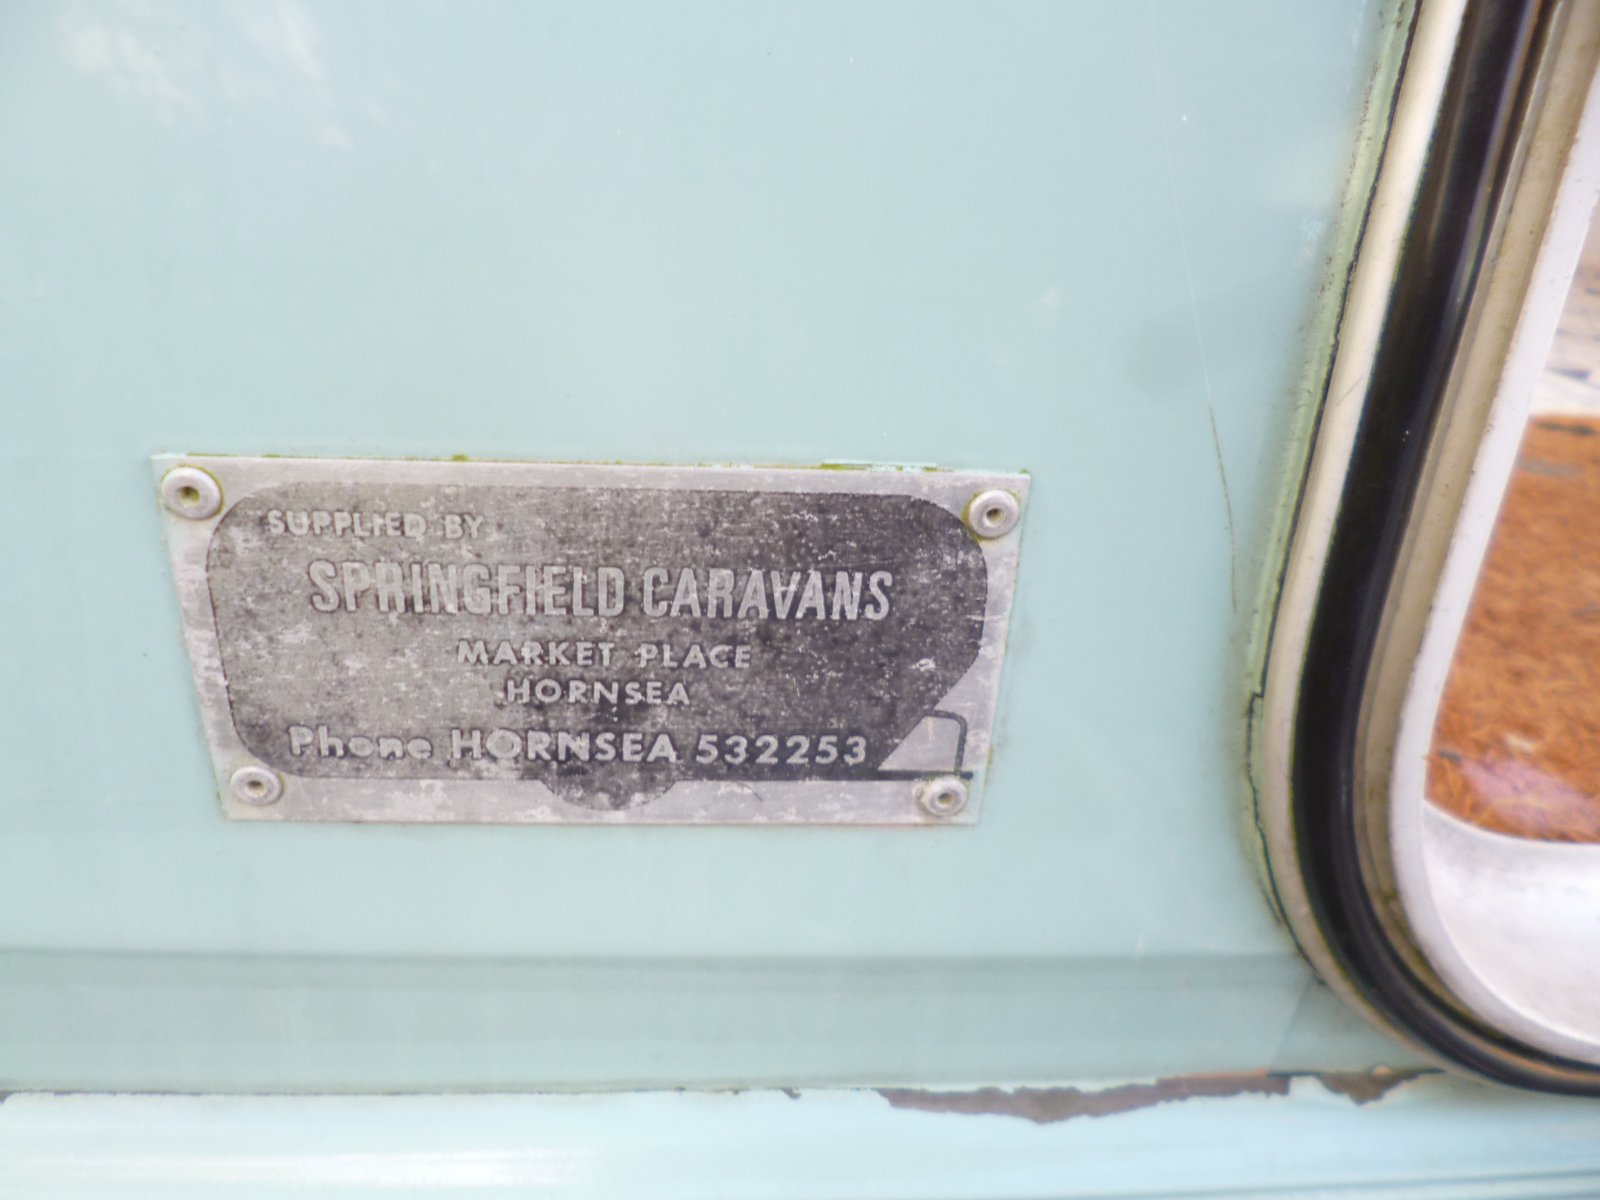 SUPPLIED BY
SPRINGFIELD CARAVANS
MARKET PLACE
HORNSEA
Phone HORNSEA 532253